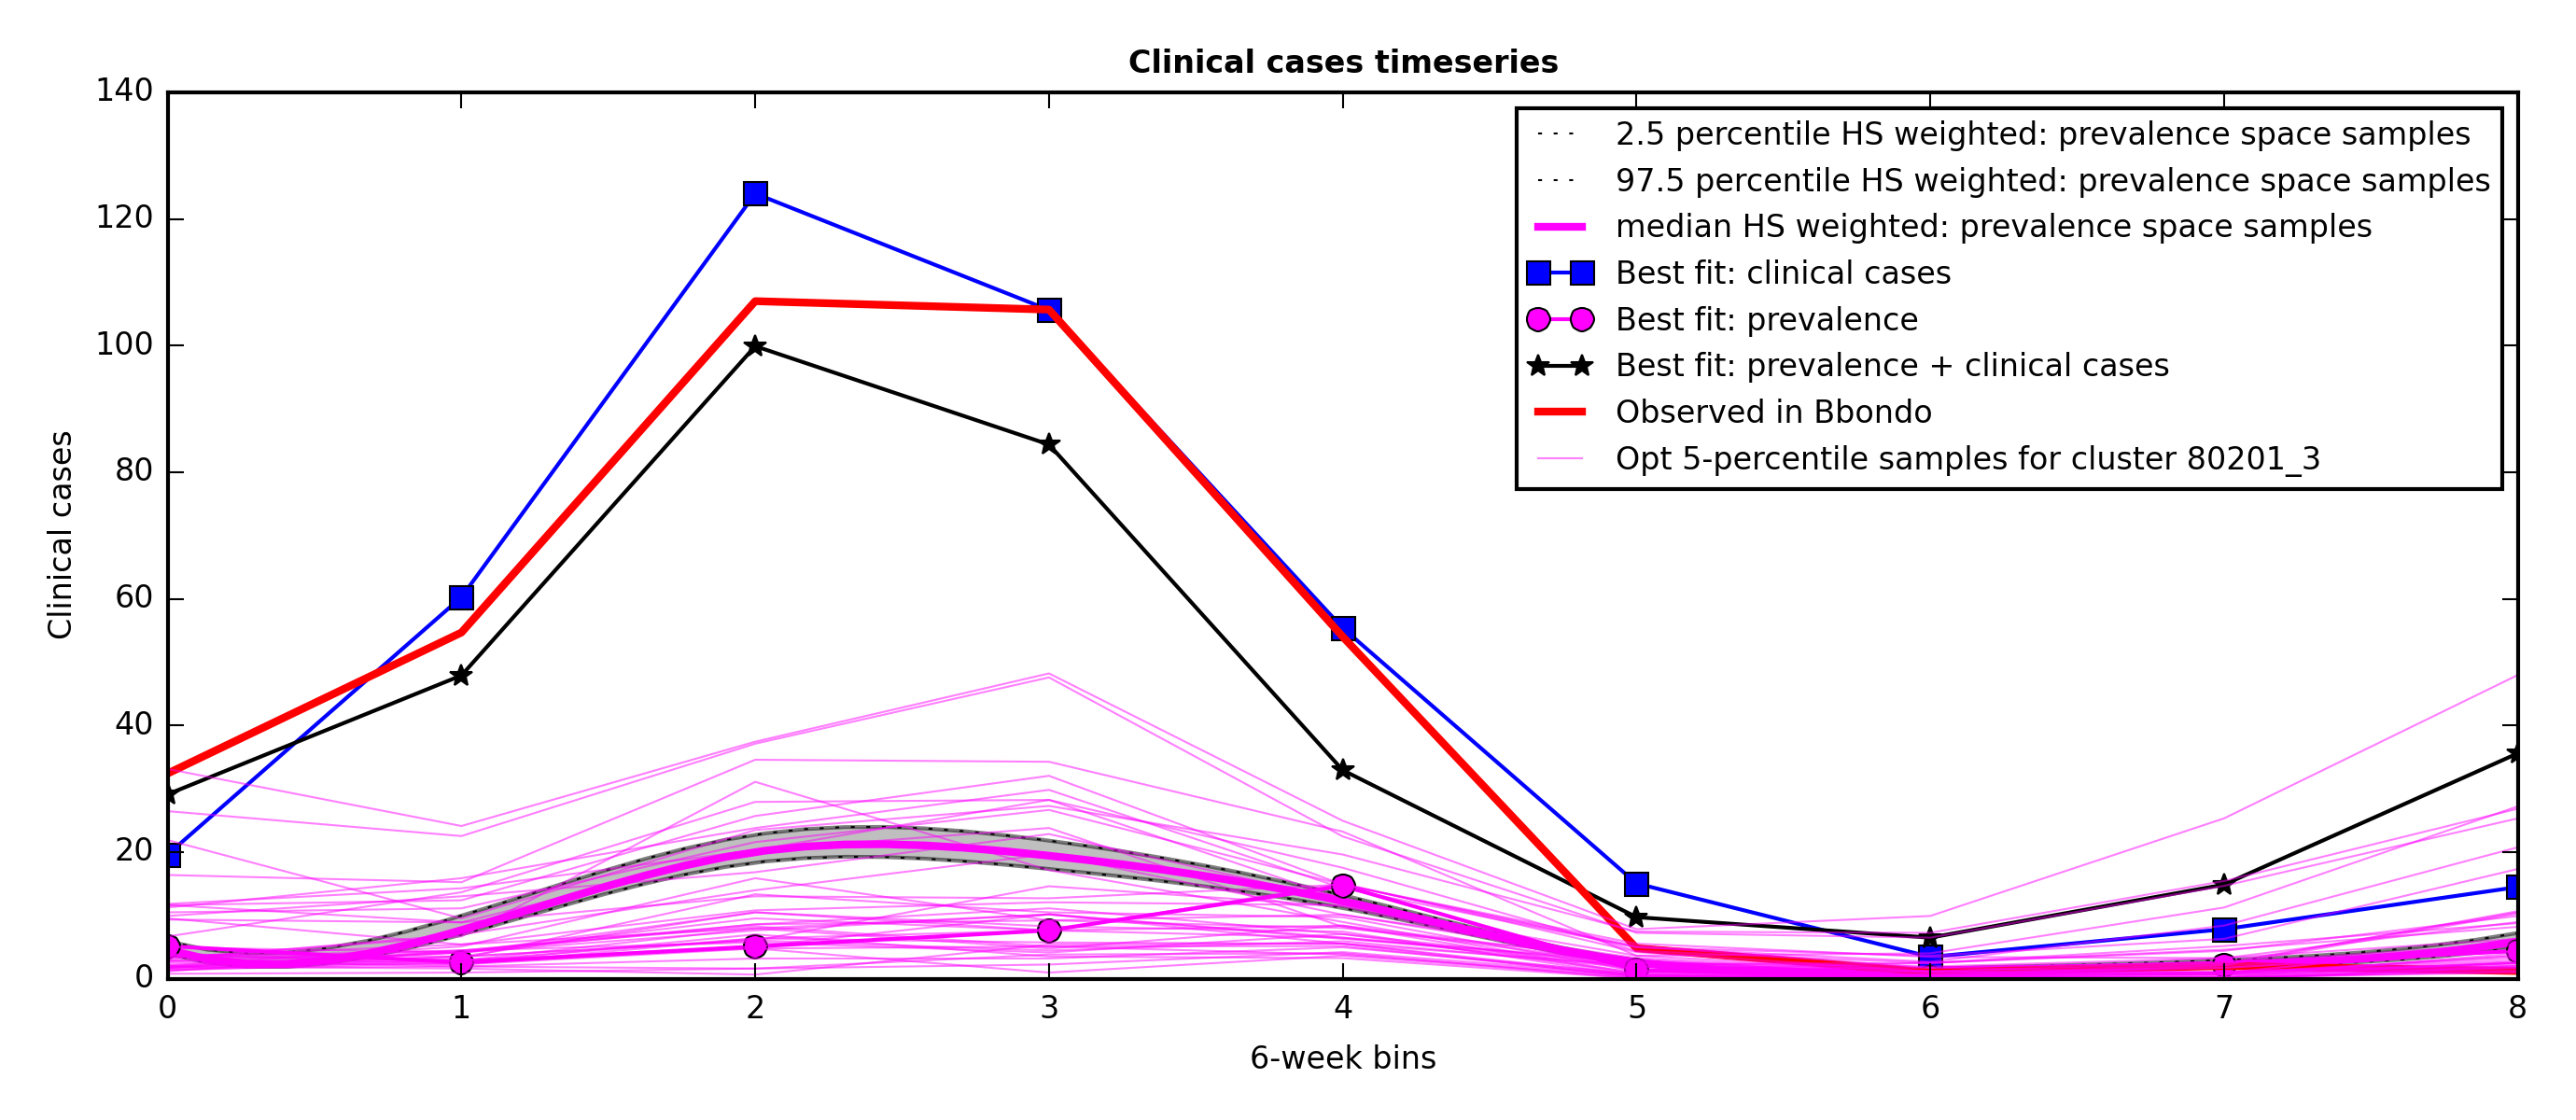 Clinical cases timeseries
140
120
100
80
60
40
20
0
Clinical cases
2.5 percentile HS weighted: prevalence space samples
97.5 percentile HS weighted: prevalence space samples
median HS weighted: prevalence space samples
Best fit: clinical cases
Best fit: prevalence
Best fit: prevalence + clinical cases
Observed in Bbondo
Opt 5-percentile samples for cluster 80201_3
0 1 2 3 4 5 6 7 8
6-week bins